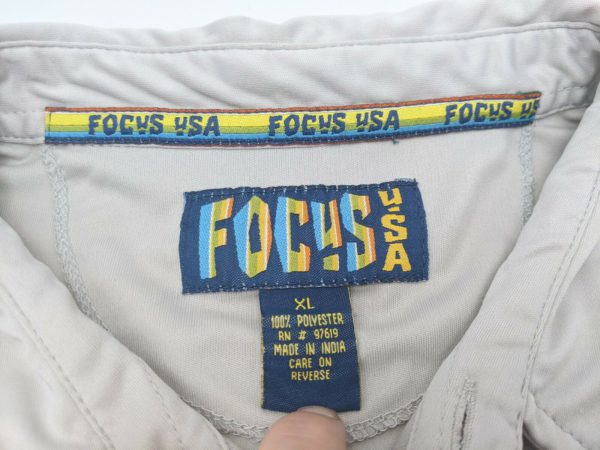 FOCUS USA FOCUS USA FOCUS USA
FOCUS USA
XL
100% POLYESTER
RN # 97619
MADE IN INDIA
CARE ON
REVERSE